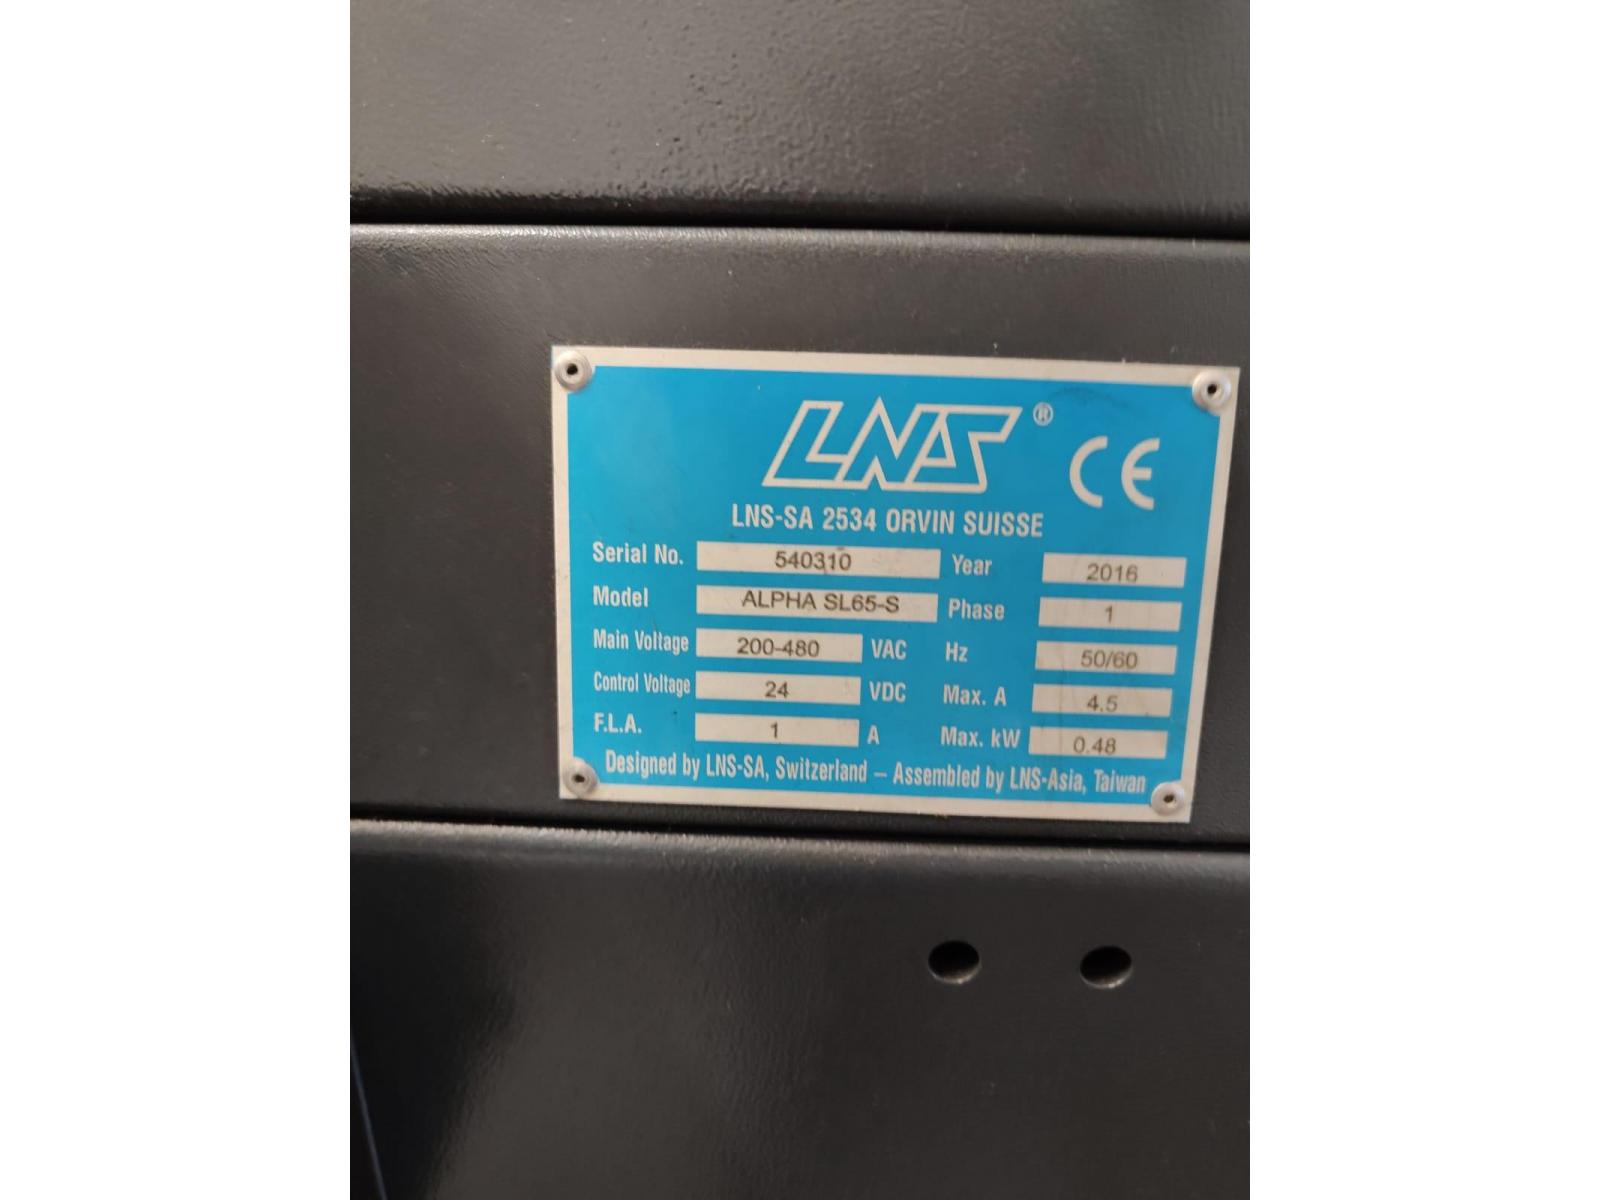 LNS ® CE
LNS-SA 2534 ORVIN SUISSE
Serial No. 540310 Year 2016
Model ALPHA SL65-S Phase 1
Main Voltage 200-480 VAC Hz 50/60
Control Voltage 24 VDC Max. A 4.5
F.L.A. 1 A Max. kW 0.48
Designed by LNS-SA, Switzerland – Assembled by LNS-Asia, Taiwan